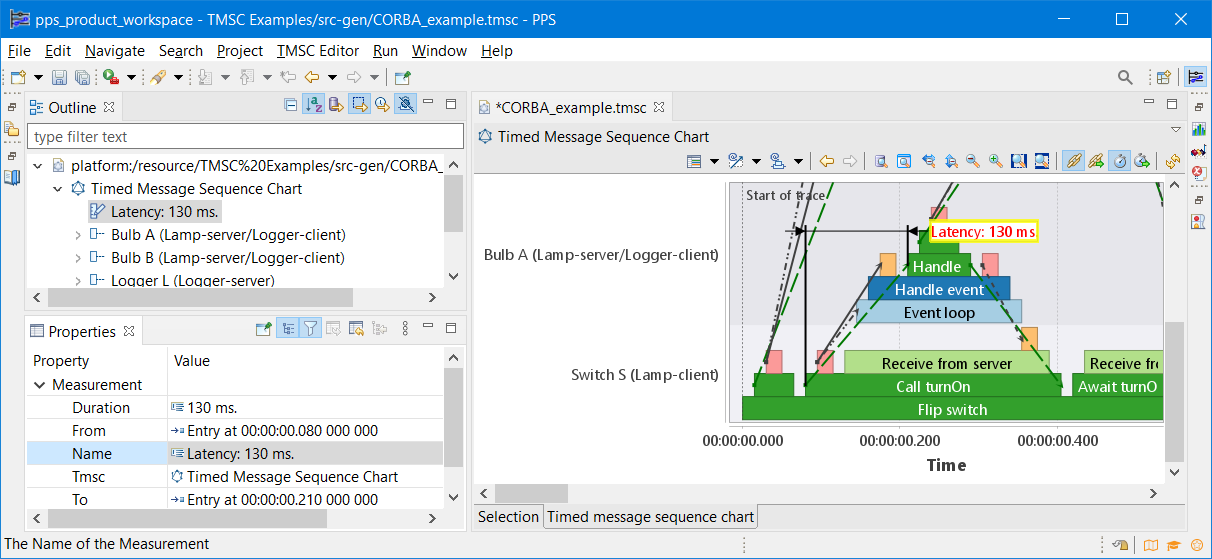 pps_product_workspace - TMSC Examples/src-gen/CORBA_example.tmsc - PPS
File Edit Navigate Search Project TMSC Editor Run Window Help
Outline
type filter text
platform:/resource/TMSC%20Examples/src-gen/CORBA_
Timed Message Sequence Chart
Latency: 130 ms.
Bulb A (Lamp-server/Logger-client)
Bulb B (Lamp-server/Logger-client)
Logger L (Logger-server)
Properties
Property Value
Measurement
Duration 130 ms.
From Entry at 00:00:00.080 000 000
Name Latency: 130 ms.
Tmsc Timed Message Sequence Chart
To Entry at 00:00:00.210 000 000
The Name of the Measurement
*CORBA_example.tmsc
Timed Message Sequence Chart
Start of trace
Latency: 130 ms
Bulb A (Lamp-server/Logger-client)
Handle
Handle event
Event loop
Receive from server Receive fr
Switch S (Lamp-client)
Call turnOn Await turnO
Flip switch
00:00:00.000 00:00:00.200 00:00:00.400
Time
Selection Timed message sequence chart